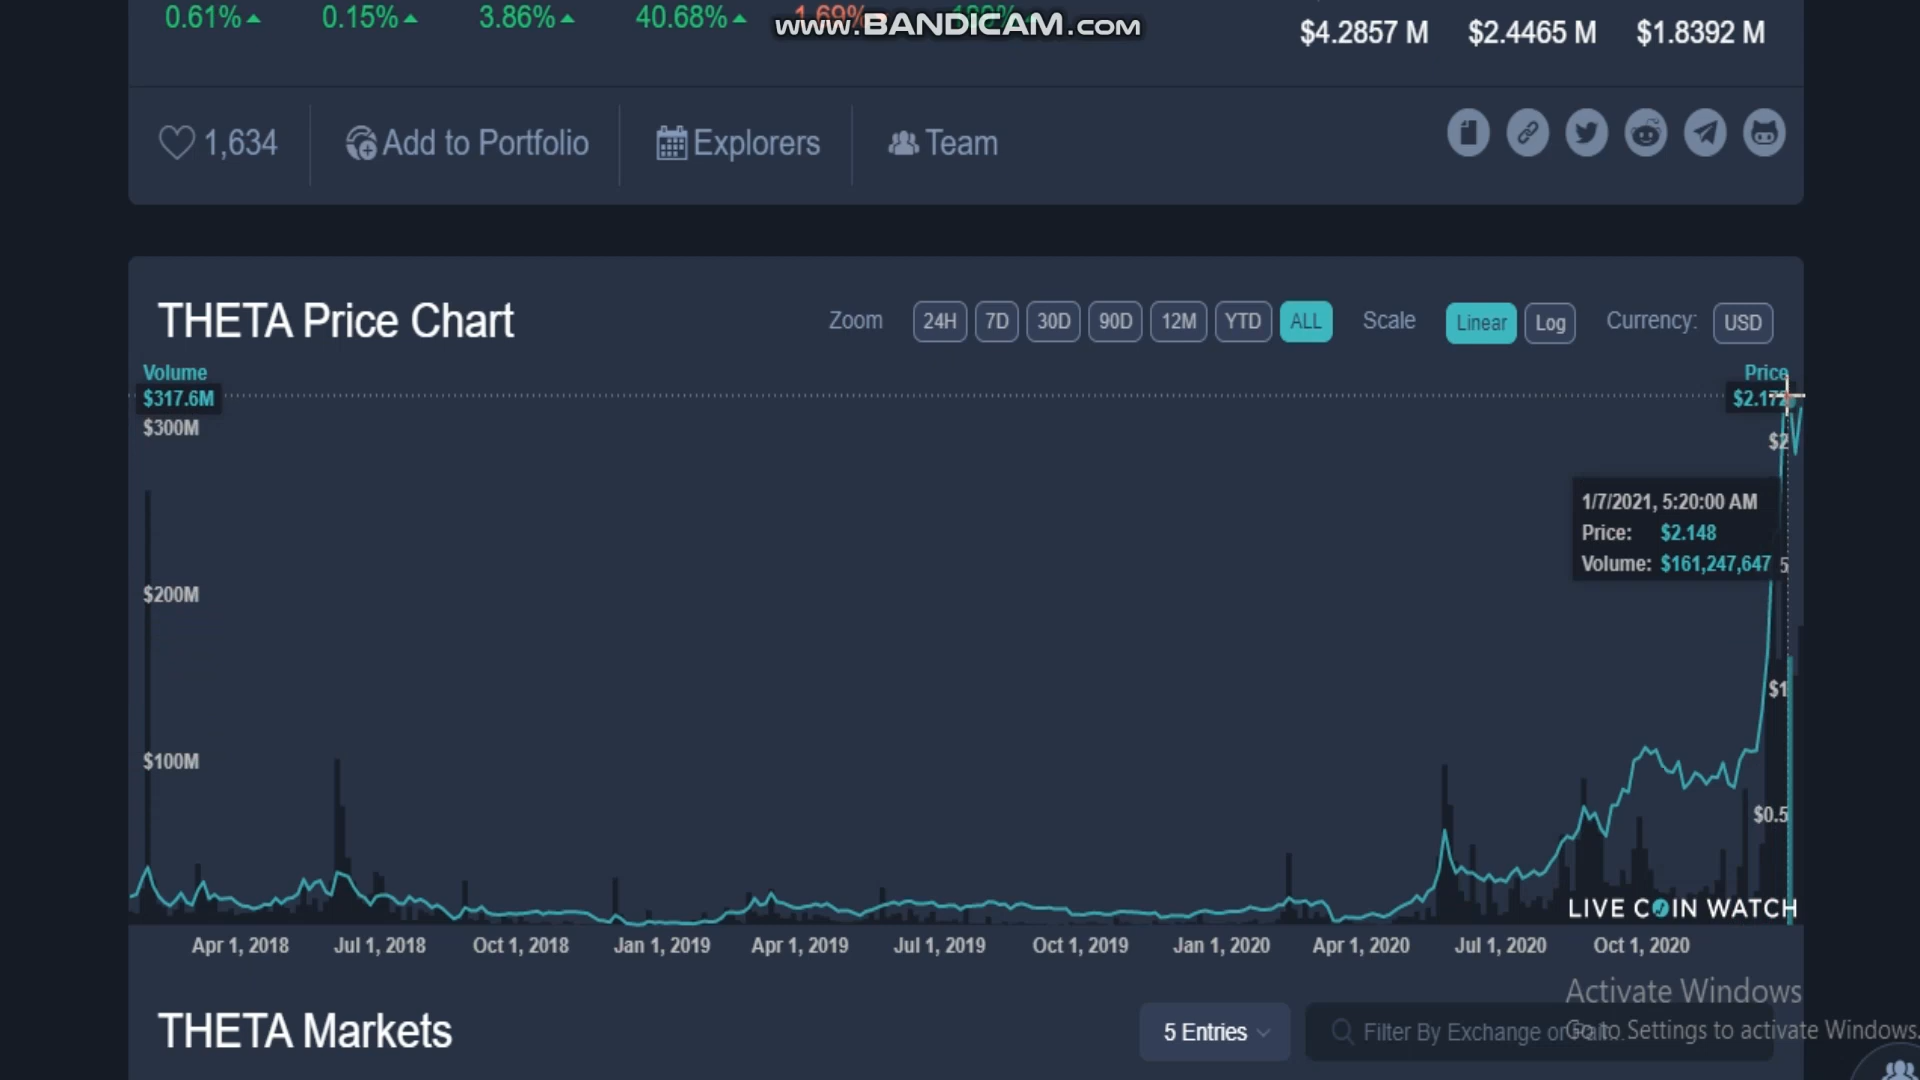 0.61% 0.15% 3.86% 40.68% 1.69%
www.BANDICAM.com
$4.2857 M $2.4465 M $1.8392 M
1,634 Add to Portfolio Explorers Team
THETA Price Chart
Zoom 24H 7D 30D 90D 12M YTD ALL Scale Linear Log Currency: USD
Volume Price
$317.6M $2.172
$300M $2
1/7/2021, 5:20:00 AM
Price: $2.148
Volume: $161,247,647 5
$200M
$1
$100M
$0.5
LIVE COIN WATCH
Apr 1, 2018 Jul 1, 2018 Oct 1, 2018 Jan 1, 2019 Apr 1, 2019 Jul 1, 2019 Oct 1, 2019 Jan 1, 2020 Apr 1, 2020 Jul 1, 2020 Oct 1, 2020
Activate Windows
Go to Settings to activate Windows.
THETA Markets 5 Entries Filter By Exchange or